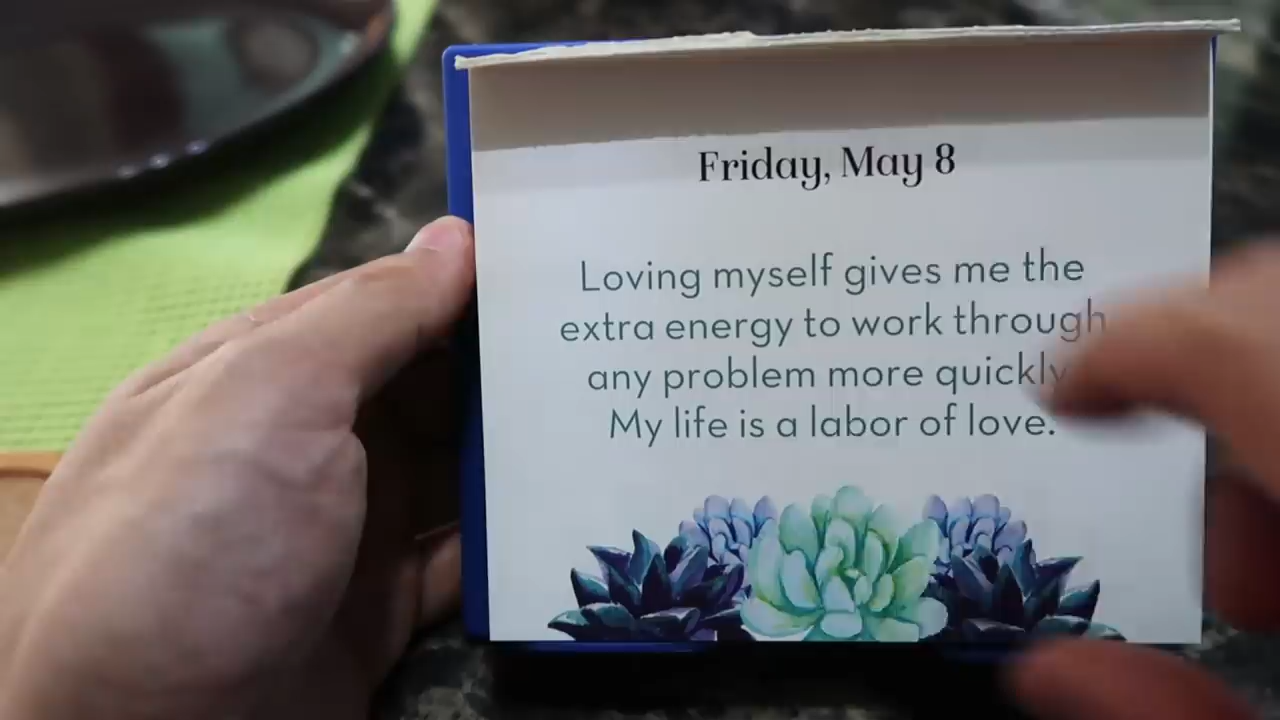 Friday, May 8
Loving myself gives me the
extra energy to work through
any problem more quickly
My life is a labor of love.